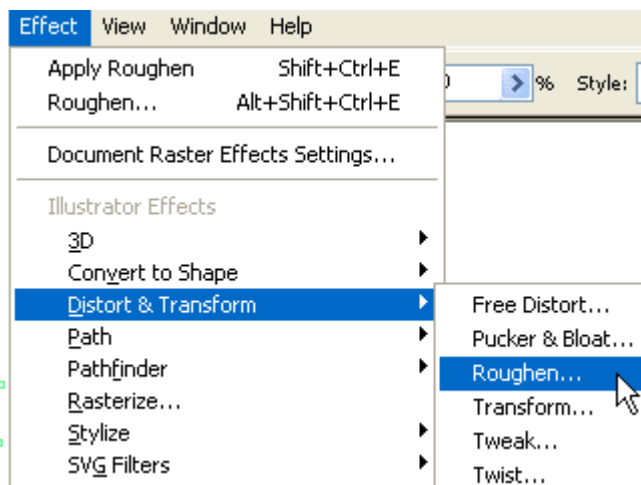 Effect View Window Help
Apply Roughen Shift+Ctrl+E
Roughen... Alt+Shift+Ctrl+E
% Style:
Document Raster Effects Settings...
Illustrator Effects
3D
Convert to Shape
Distort & Transform
Path
Pathfinder
Rasterize...
Stylize
SVG Filters
Free Distort...
Pucker & Bloat...
Roughen...
Transform...
Tweak...
Twist...